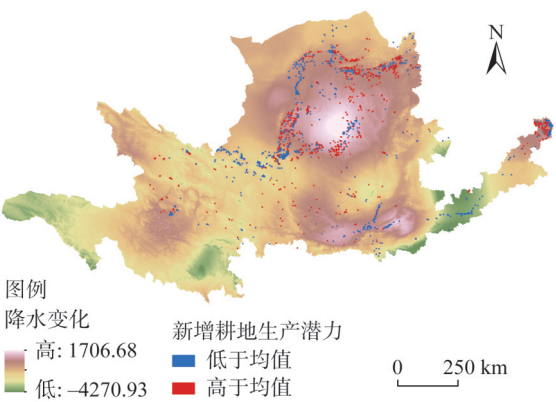 N
图例
降水变化
高: 1706.68
低: –4270.93
新增耕地生产潜力
低于均值
高于均值
0 250 km